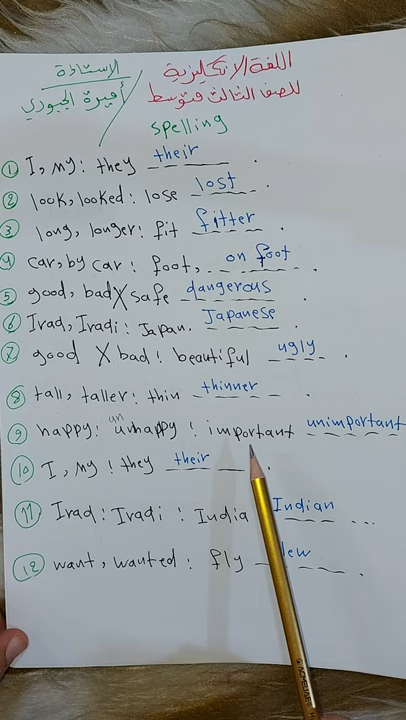 اللغة الانكليزية
للصف الثالث متوسط
الاستاذة
أميرة الجبوري
spelling
① I, my: they their.
② look, looked: lose lost.
③ long, longer: fit fitter
④ car, by car: foot, on foot.
⑤ good, bad X safe dangerous
⑥ Iraq, Iraqi: Japan. Japanese
⑦ good X bad: beautiful ugly.
⑧ tall, taller: thin thinner.
⑨ happy: unhappy: important unimportant
⑩ I, my: they their.
⑪ Iraq: Iraqi: India Indian ...
⑫ want, wanted: fly lew.